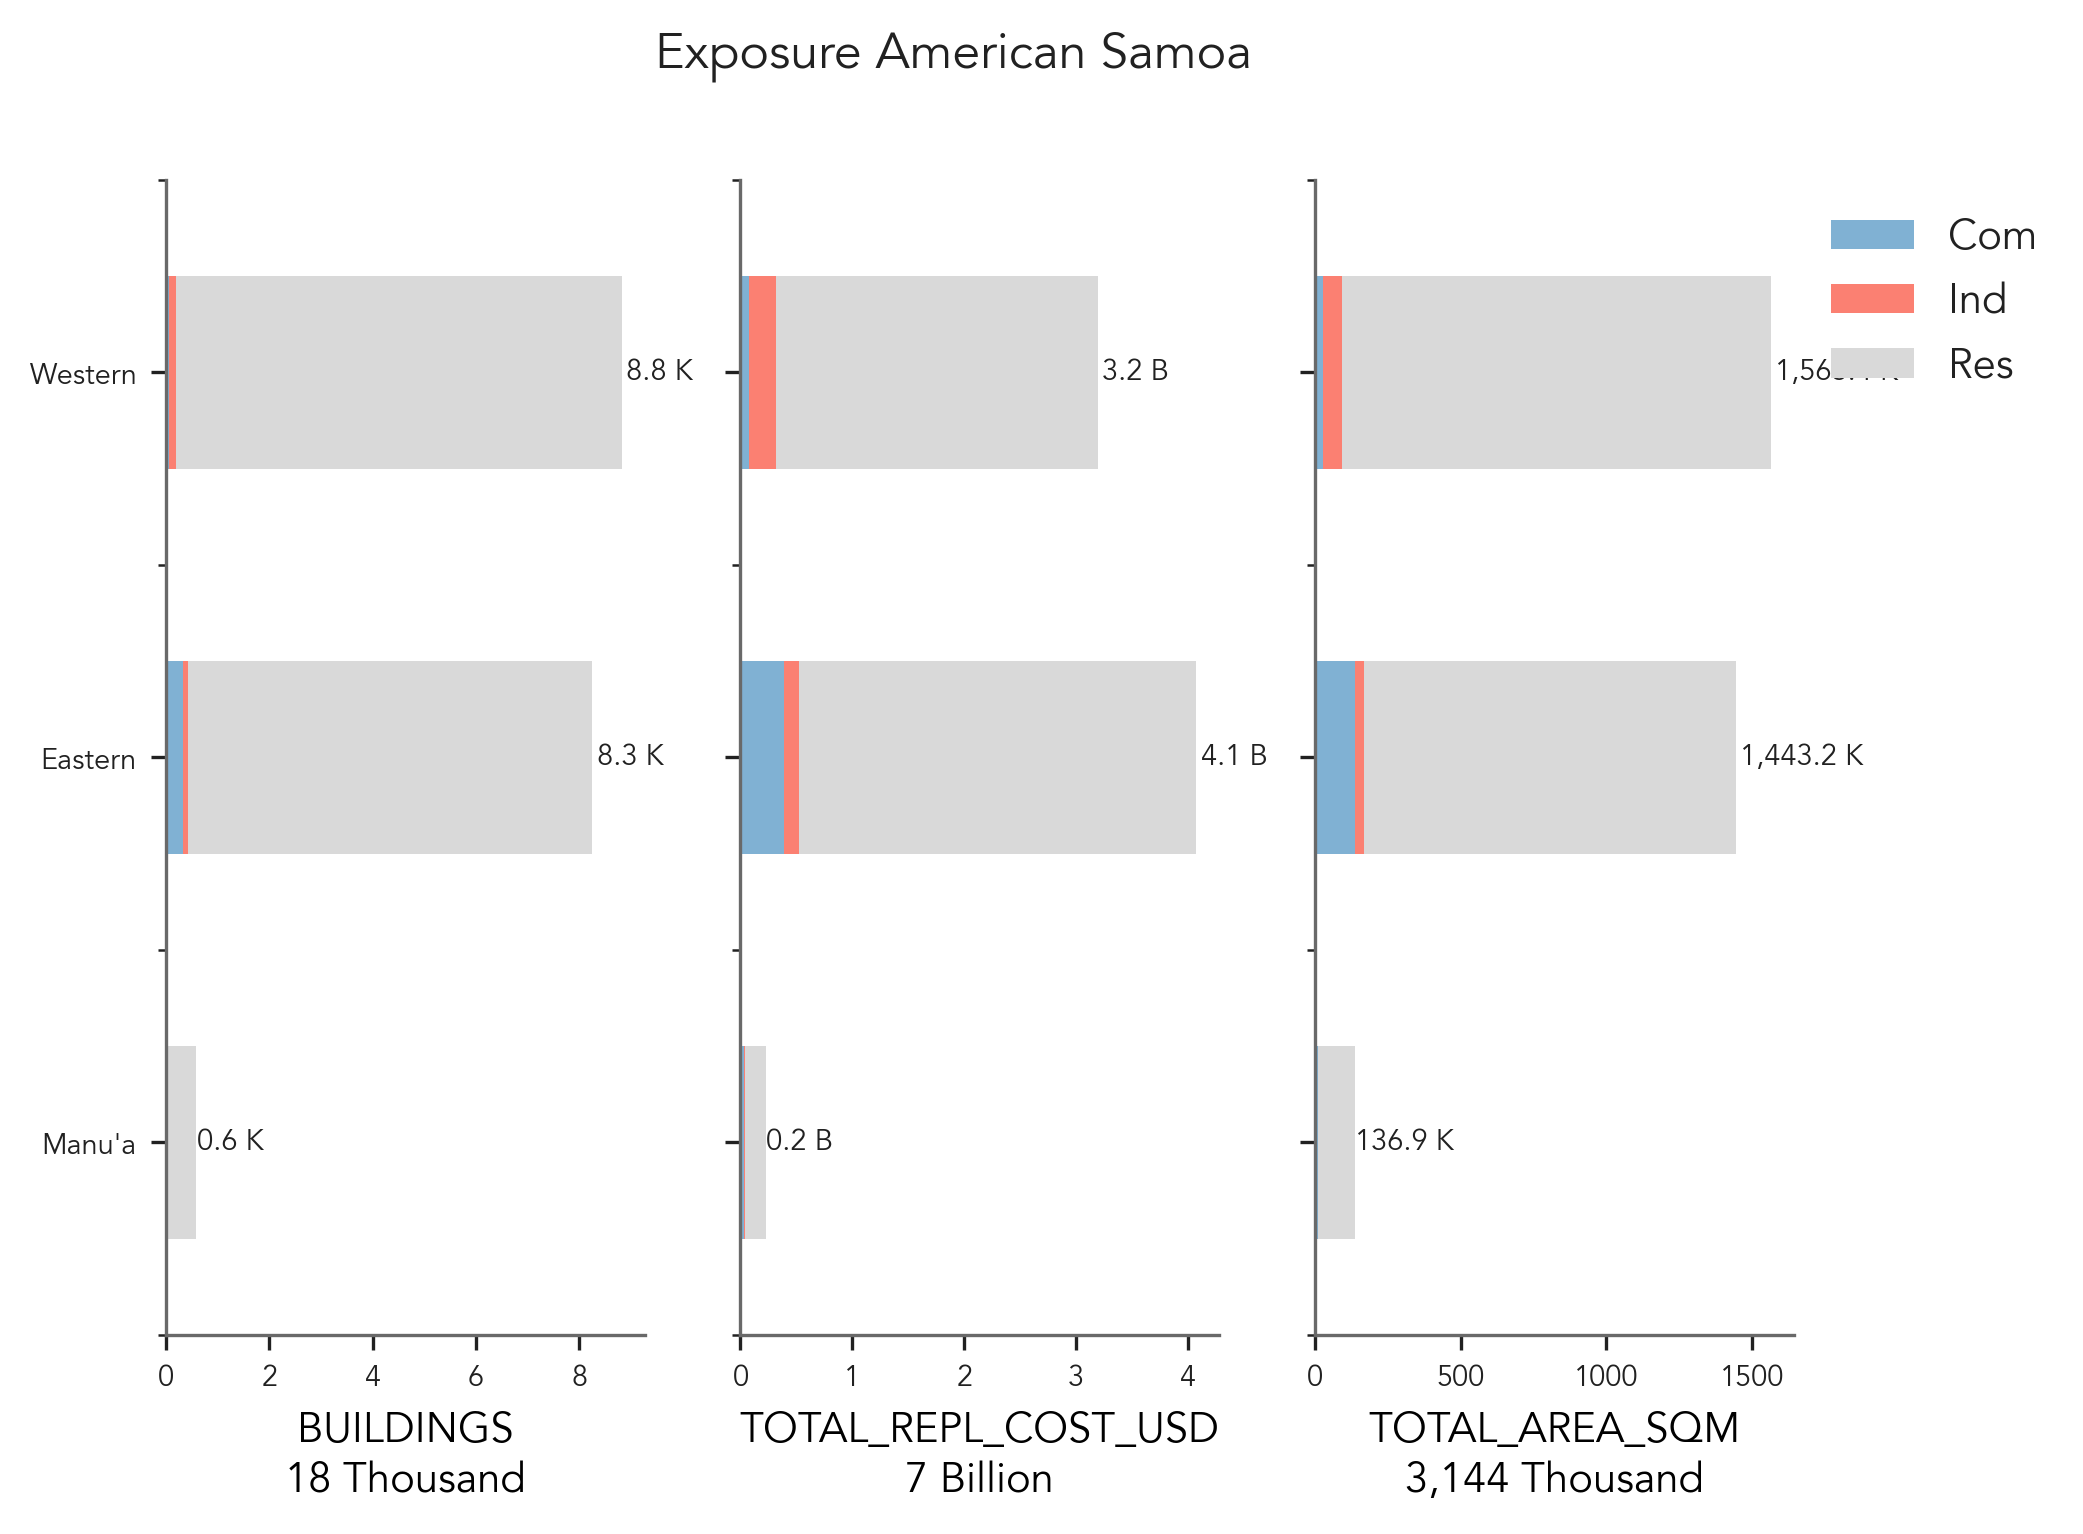 Exposure American Samoa
Com
Ind
Res
Western
8.8 K
3.2 B
Eastern
8.3 K
4.1 B
1,443.2 K
Manu'a
0.6 K
0.2 B
136.9 K
0 2 4 6 8
0 1 2 3 4
0 500 1000 1500
BUILDINGS
18 Thousand
TOTAL_REPL_COST_USD
7 Billion
TOTAL_AREA_SQM
3,144 Thousand